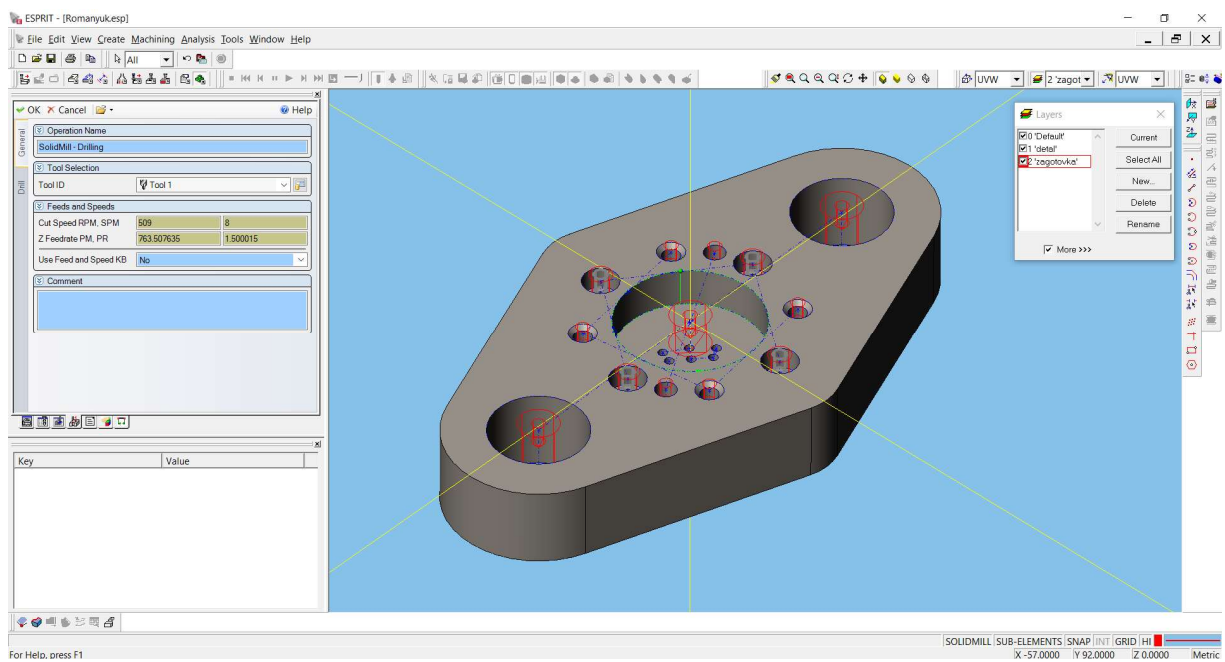 ESPRIT - [Romanyuk.esp]
File Edit View Create Machining Analysis Tools Window Help
All
UVW 2 'zagot UVW
OK Cancel Help
General
Drill
Operation Name
SolidMill - Drilling
Tool Selection
Tool ID Tool 1
Feeds and Speeds
Cut Speed RPM, SPM 509 8
Z Feedrate PM, PR 763.507635 1.500015
Use Feed and Speed KB No
Comment
Key Value
Layers
0 'Default' Current
1 'detal'
2 'zagotovka' Select All
New...
Delete
Rename
More >>>
SOLIDMILL SUB-ELEMENTS SNAP INT GRID HI
For Help, press F1 X -57.0000 Y 92.0000 Z 0.0000 Metric